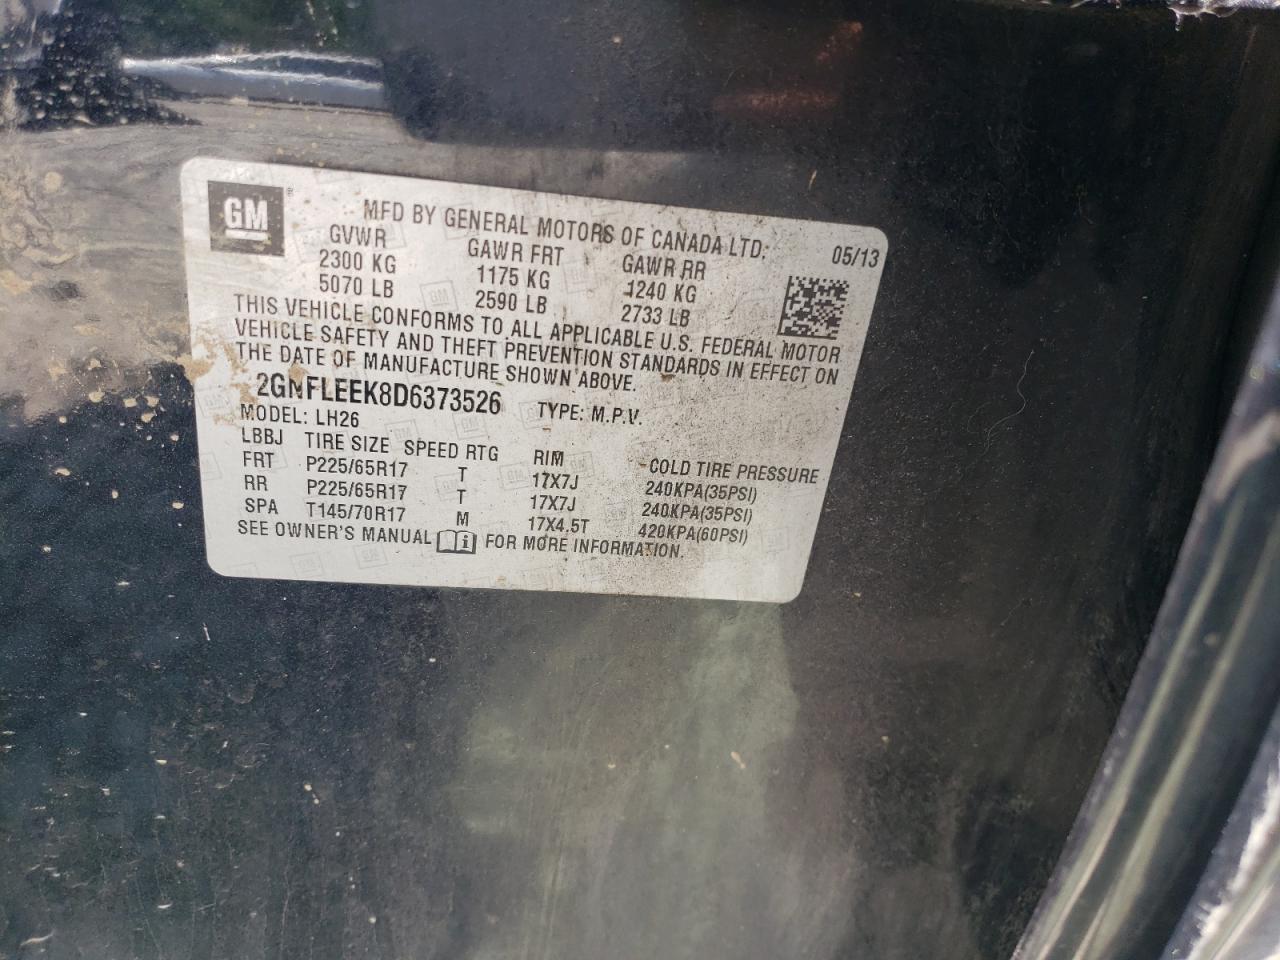 GM
MFD BY GENERAL MOTORS OF CANADA LTD:
05/13
GVWR GAWR FRT GAWR RR
2300 KG 1175 KG 1240 KG
5070 LB 2590 LB 2733 LB
THIS VEHICLE CONFORMS TO ALL APPLICABLE U.S. FEDERAL MOTOR
VEHICLE SAFETY AND THEFT PREVENTION STANDARDS IN EFFECT ON
THE DATE OF MANUFACTURE SHOWN ABOVE.
2GNFLEEK8D6373526 TYPE: M.P.V.
MODEL: LH26
LBBJ TIRE SIZE SPEED RTG RIM COLD TIRE PRESSURE
FRT P225/65R17 T 17X7J 240KPA(35PSI)
RR P225/65R17 T 17X7J 240KPA(35PSI)
SPA T145/70R17 M 17X4.5T 420KPA(60PSI)
SEE OWNER'S MANUAL i FOR MORE INFORMATION.